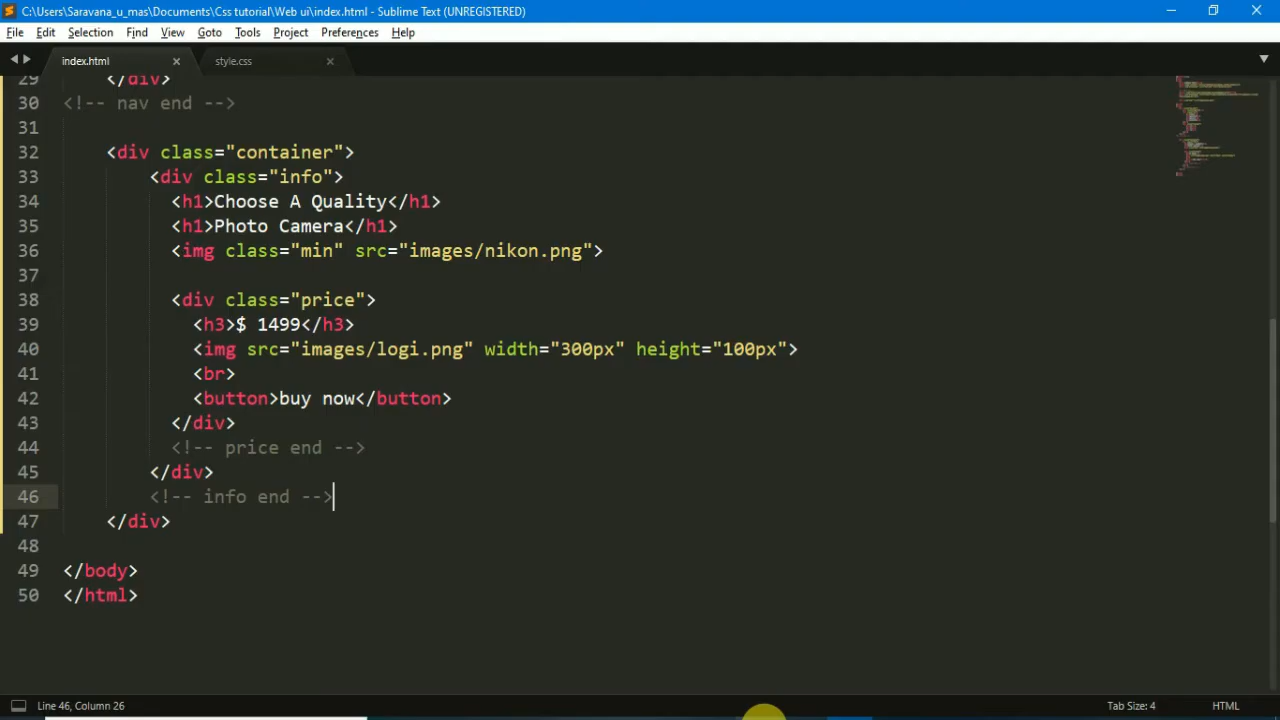 C:\Users\Saravana_u_mas\Documents\Css tutorial\Web ui\index.html - Sublime Text (UNREGISTERED)
File Edit Selection Find View Goto Tools Project Preferences Help
index.html style.css
29 </div>
30 <!-- nav end -->
31
32 <div class="container">
33 <div class="info">
34 <h1>Choose A Quality</h1>
35 <h1>Photo Camera</h1>
36 <img class="min" src="images/nikon.png">
37
38 <div class="price">
39 <h3>$ 1499</h3>
40 <img src="images/logi.png" width="300px" height="100px">
41 <br>
42 <button>buy now</button>
43 </div>
44 <!-- price end -->
45 </div>
46 <!-- info end -->
47 </div>
48
49 </body>
50 </html>
Line 46, Column 26 Tab Size: 4 HTML